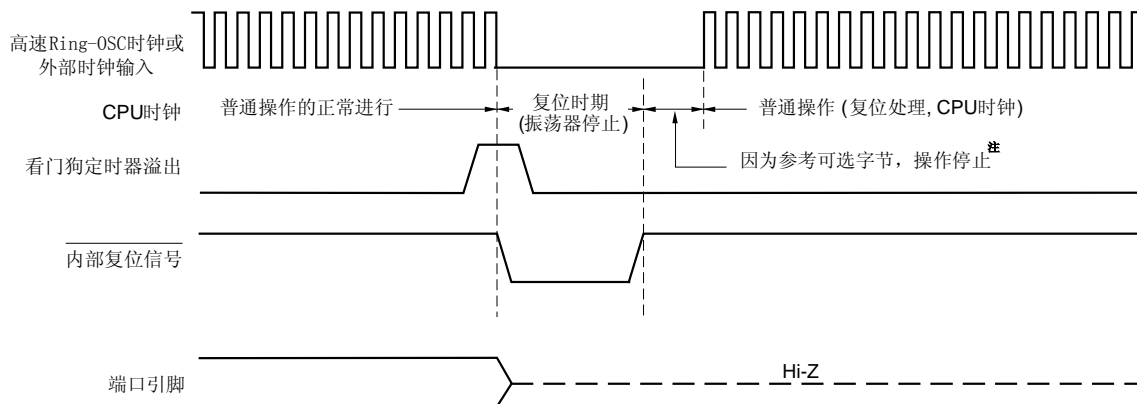 高速Ring-OSC时钟或
外部时钟输入
CPU时钟
普通操作的正常进行
复位时期
(振荡器停止)
普通操作 (复位处理, CPU时钟)
因为参考可选字节，操作停止注
看门狗定时器溢出
内部复位信号
端口引脚
Hi-Z